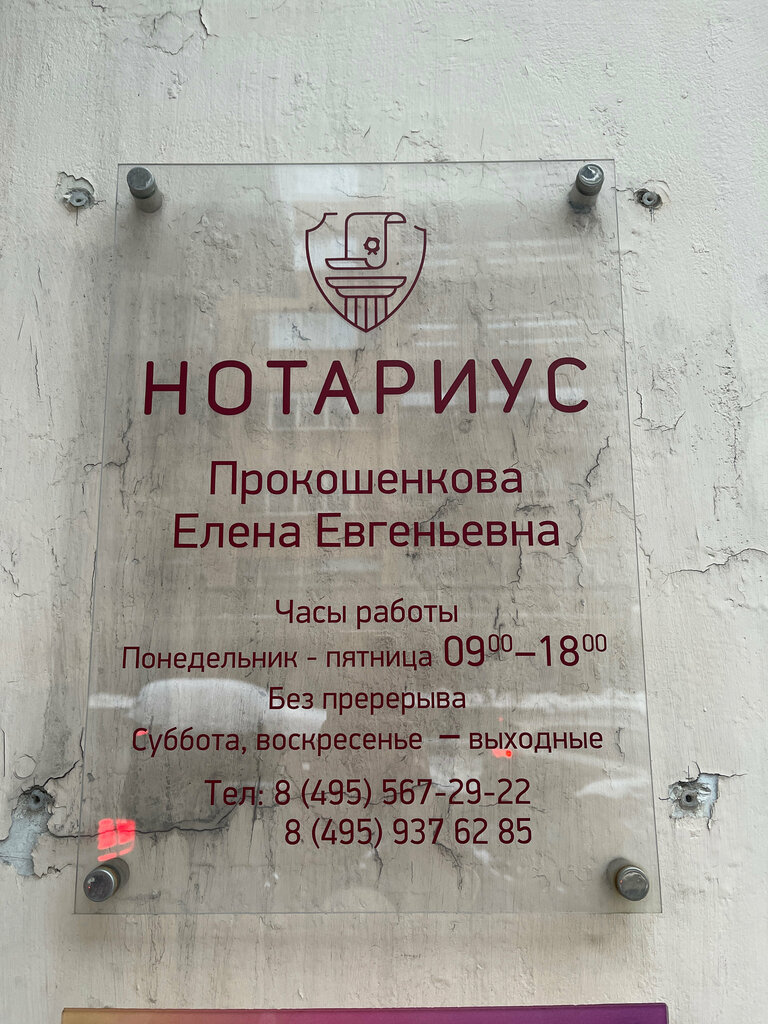 НОТАРИУС
Прокошенкова
Елена Евгеньевна
Часы работы
Понедельник - пятница 09⁰⁰–18⁰⁰
Без пререрыва
Суббота, воскресенье – выходные
Тел: 8 (495) 567-29-22
8 (495) 937 62 85